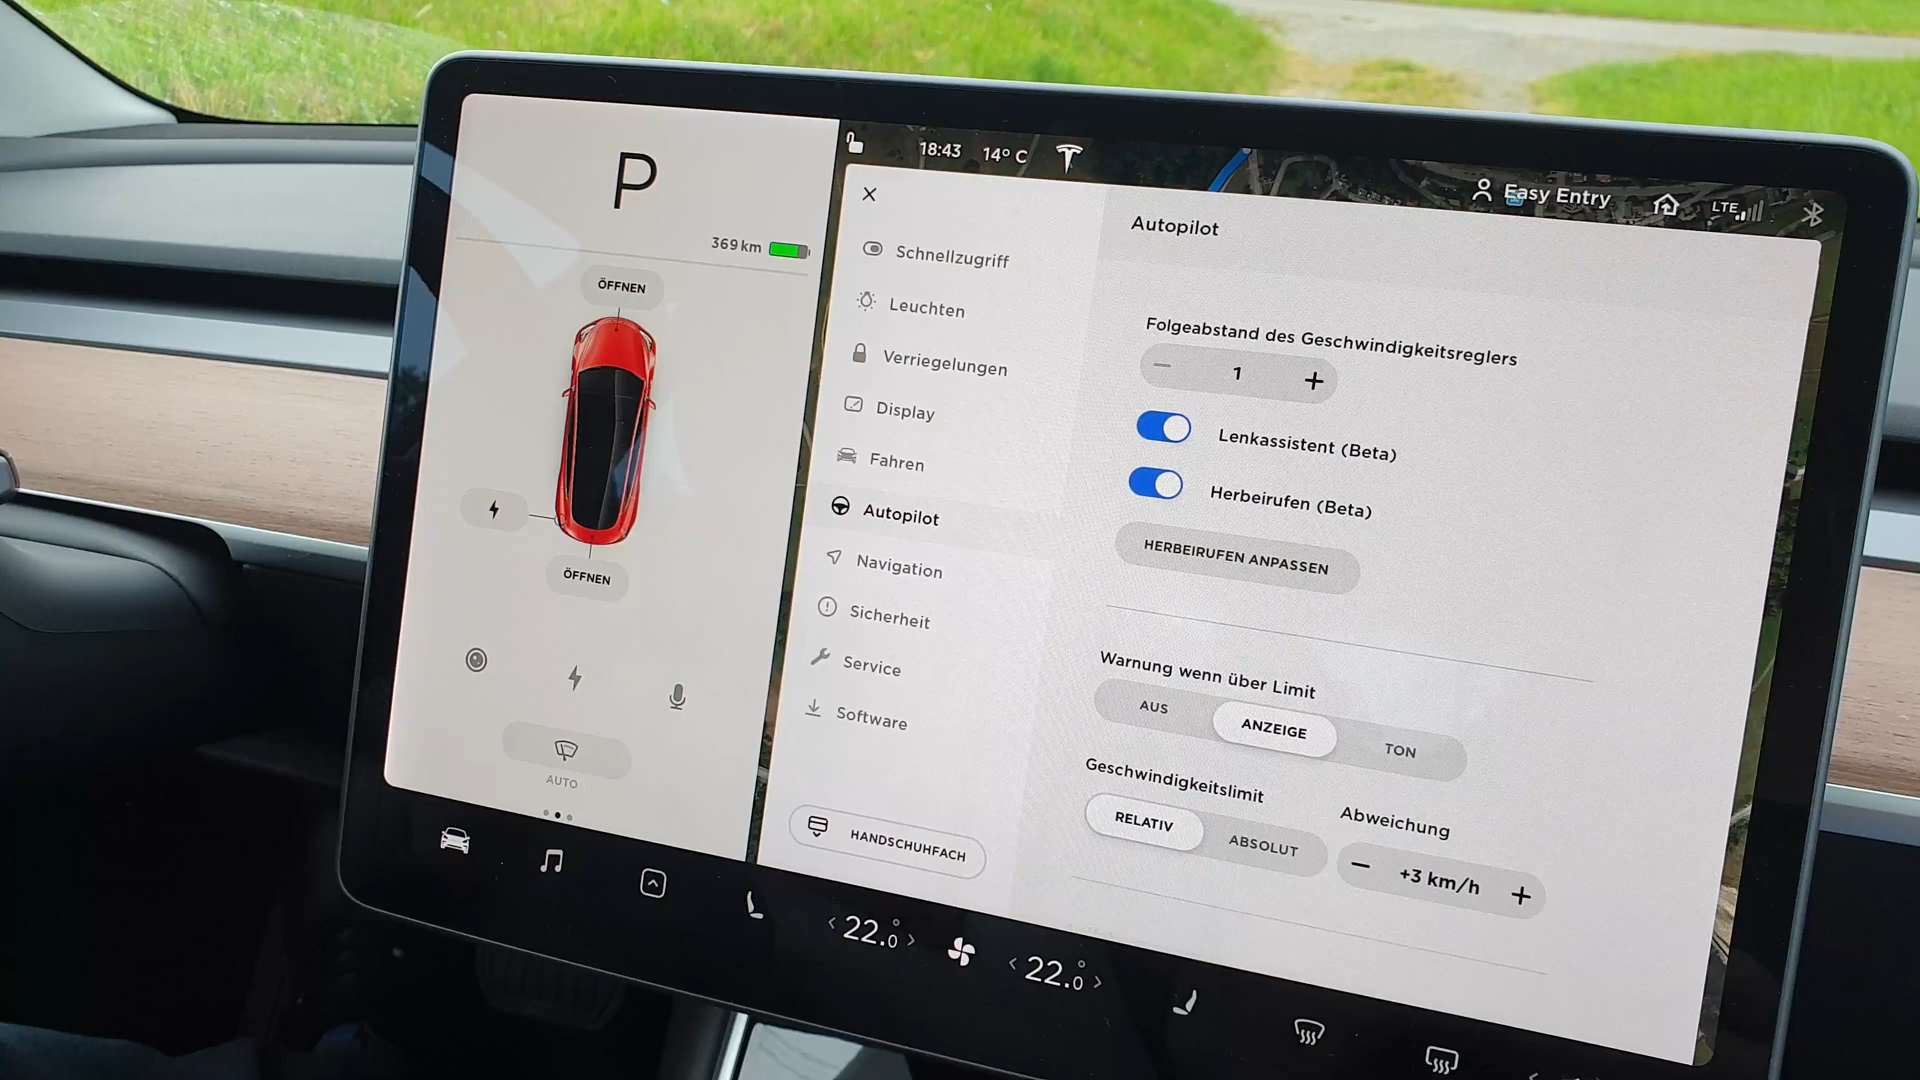 P
369 km
ÖFFNEN
ÖFFNEN
AUTO
18:43 14° C
Easy Entry
LTE
Schnellzugriff
Leuchten
Verriegelungen
Display
Fahren
Autopilot
Navigation
Sicherheit
Service
Software
HANDSCHUHFACH
Autopilot
Folgeabstand des Geschwindigkeitsreglers
− 1 +
Lenkassistent (Beta)
Herbeirufen (Beta)
HERBEIRUFEN ANPASSEN
Warnung wenn über Limit
AUS ANZEIGE TON
Geschwindigkeitslimit
RELATIV ABSOLUT
Abweichung
− +3 km/h +
< 22.0° >
< 22.0° >